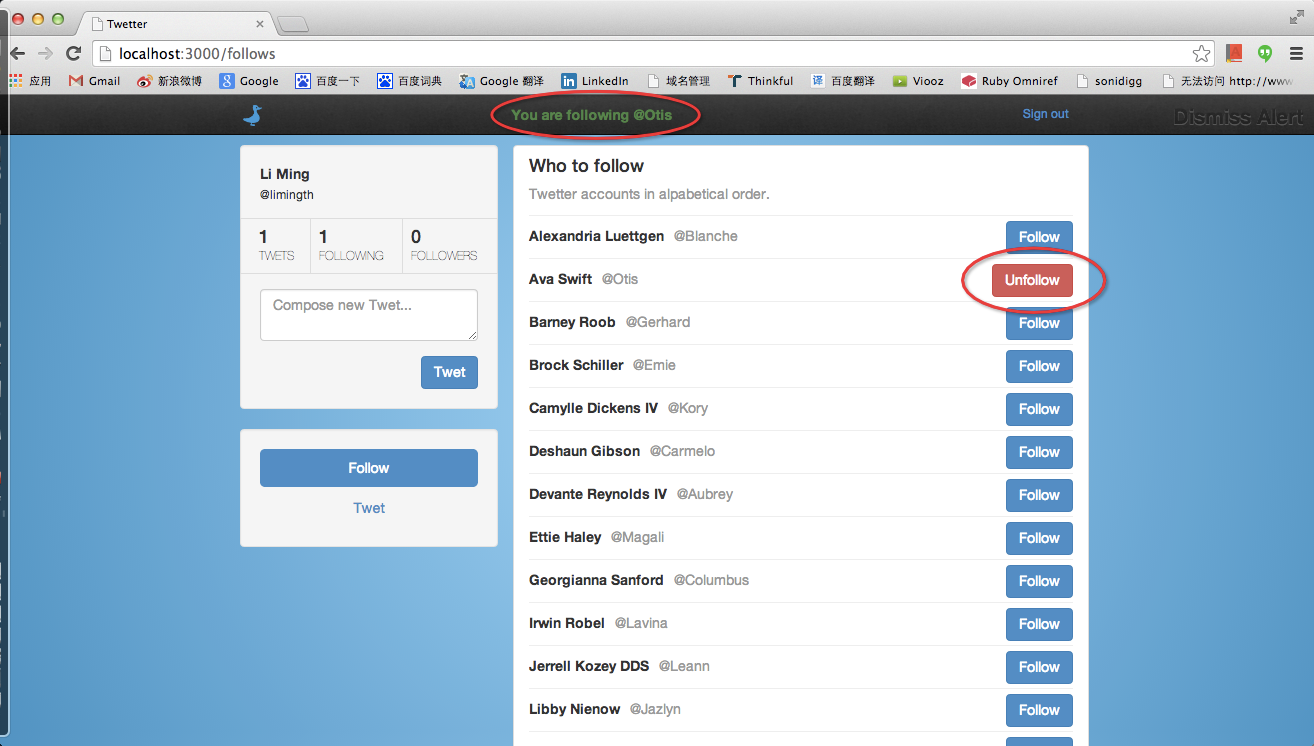 Twetter
localhost:3000/follows
应用 Gmail 新浪微博 Google 百度一下 百度词典 Google 翻译 LinkedIn 域名管理 Thinkful 百度翻译 Viooz Ruby Omniref sonidigg 无法访问 http://www
You are following @Otis Sign out Dismiss Alert
Li Ming
@limingth
1 1 0
TWETS FOLLOWING FOLLOWERS
Compose new Twet...
Twet
Follow
Twet
Who to follow
Twetter accounts in alpabetical order.
Alexandria Luettgen @Blanche Follow
Ava Swift @Otis Unfollow
Barney Roob @Gerhard Follow
Brock Schiller @Ernie Follow
Camylle Dickens IV @Kory Follow
Deshaun Gibson @Carmelo Follow
Devante Reynolds IV @Aubrey Follow
Ettie Haley @Magali Follow
Georgianna Sanford @Columbus Follow
Irwin Robel @Lavina Follow
Jerrell Kozey DDS @Leann Follow
Libby Nienow @Jazlyn Follow